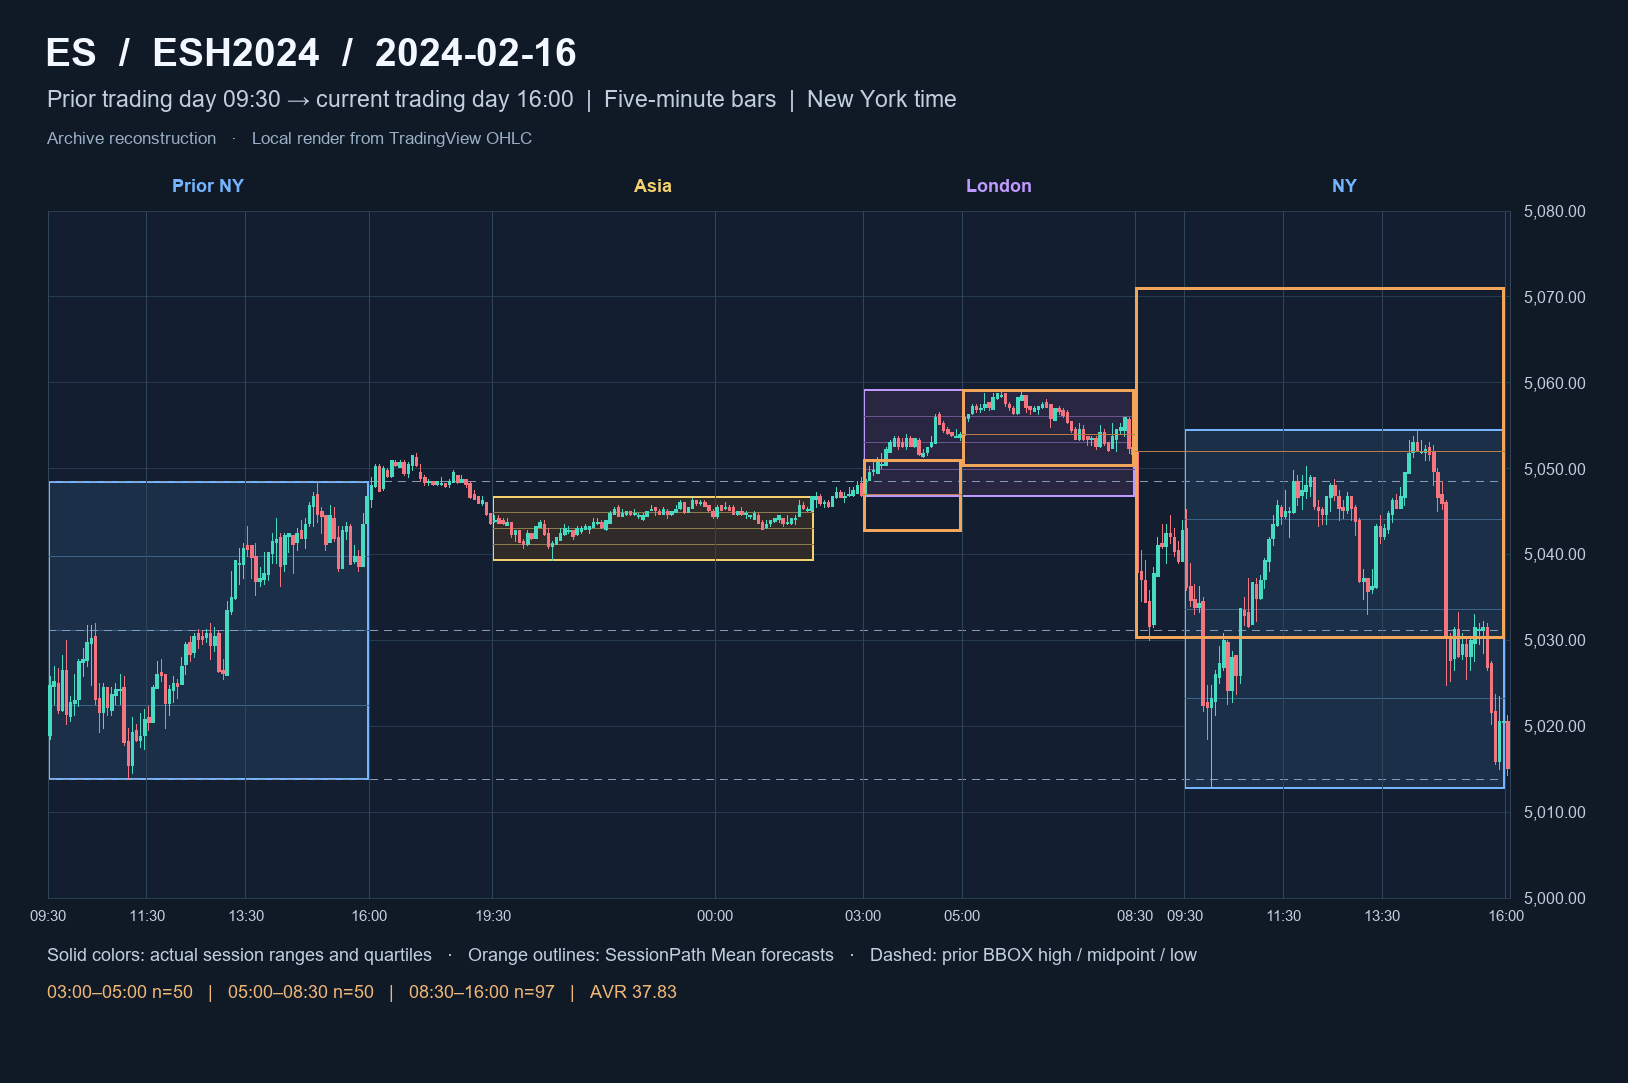 ES / ESH2024 / 2024-02-16
Prior trading day 09:30 → current trading day 16:00 | Five-minute bars | New York time
Archive reconstruction · Local render from TradingView OHLC
Prior NY Asia London NY
5,080.00
5,070.00
5,060.00
5,050.00
5,040.00
5,030.00
5,020.00
5,010.00
5,000.00
09:30 11:30 13:30 16:00 19:30 00:00 03:00 05:00 08:30 09:30 11:30 13:30 16:00
Solid colors: actual session ranges and quartiles · Orange outlines: SessionPath Mean forecasts · Dashed: prior BBOX high / midpoint / low
03:00–05:00 n=50 | 05:00–08:30 n=50 | 08:30–16:00 n=97 | AVR 37.83